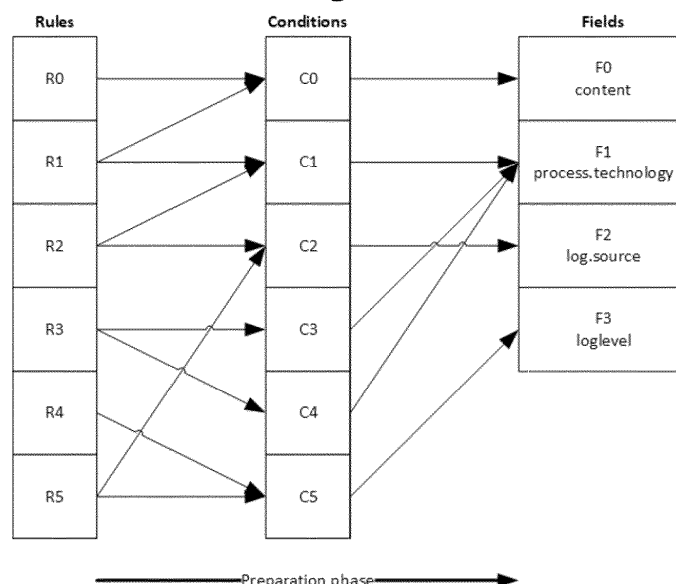 Rules Conditions Fields
R0 C0 F0
content
R1 C1 F1
process.technology
R2 C2 F2
log.source
R3 C3 F3
loglevel
R4 C4
R5 C5
Preparation phase